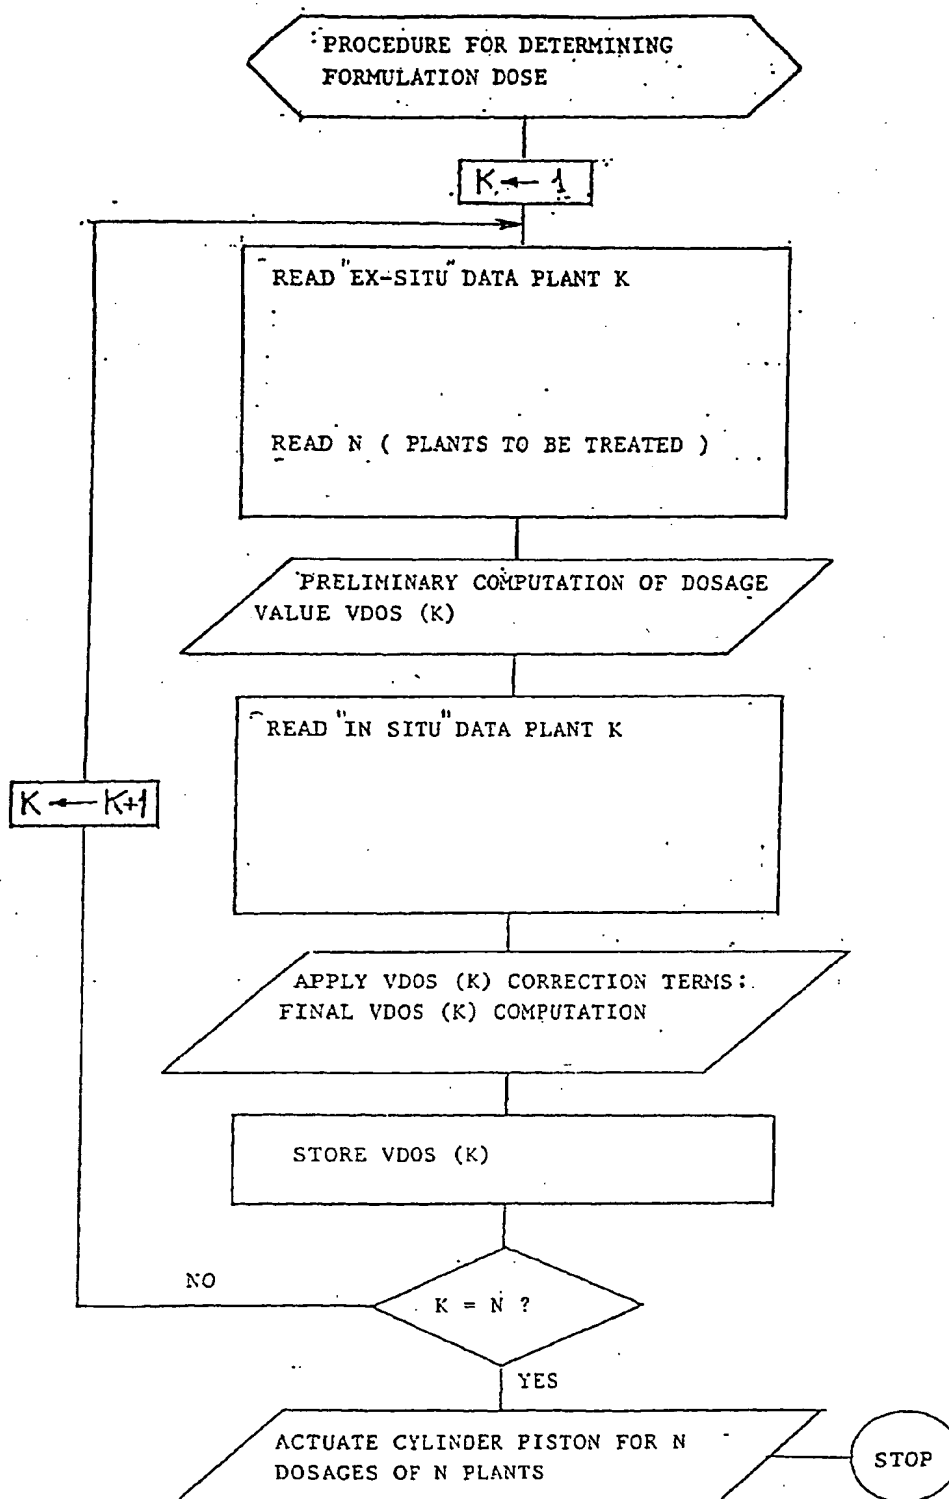 PROCEDURE FOR DETERMINING
FORMULATION DOSE
K ← 1
READ "EX-SITU" DATA PLANT K
READ N ( PLANTS TO BE TREATED )
PRELIMINARY COMPUTATION OF DOSAGE
VALUE VDOS (K)
READ "IN SITU" DATA PLANT K
K ← K+1
APPLY VDOS (K) CORRECTION TERMS:
FINAL VDOS (K) COMPUTATION
STORE VDOS (K)
NO
K = N ?
YES
ACTUATE CYLINDER PISTON FOR N
DOSAGES OF N PLANTS
STOP